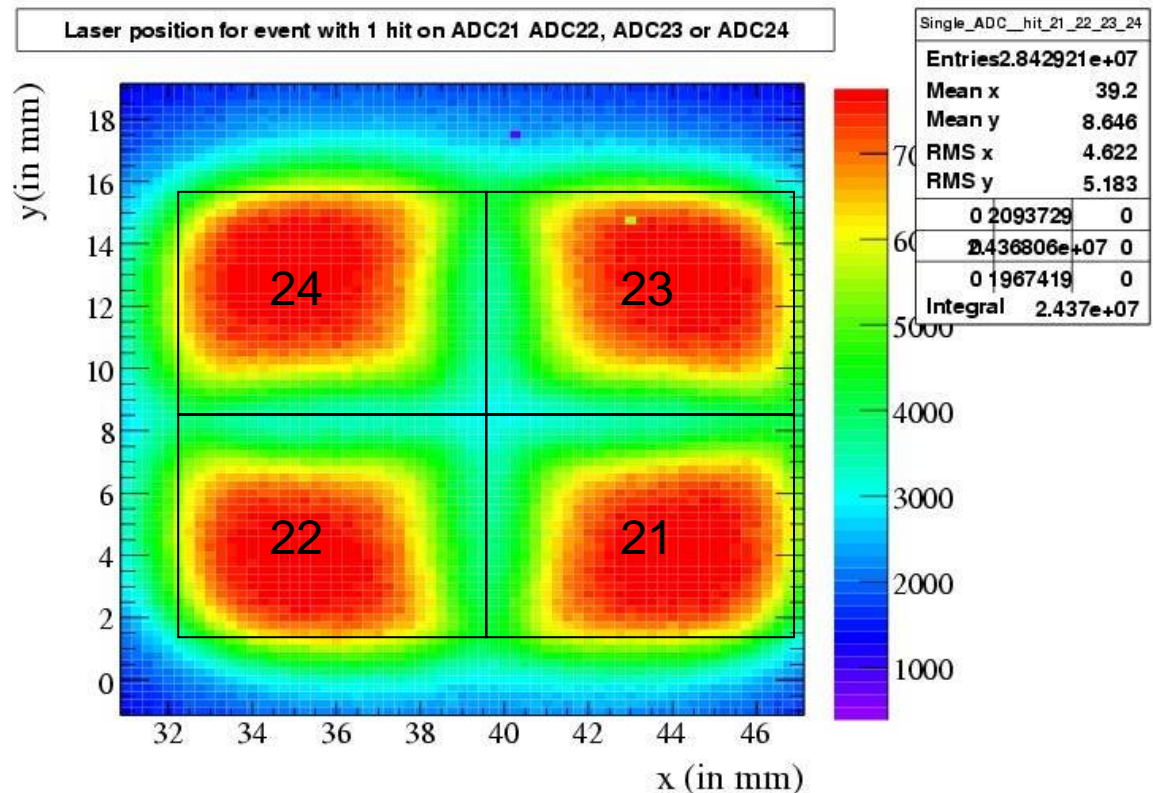 Laser position for event with 1 hit on ADC21 ADC22, ADC23 or ADC24
Single_ADC__hit_21_22_23_24
Entries2.842921e+07
Mean x 39.2
Mean y 8.646
RMS x 4.622
RMS y 5.183
0 2093729 0
2.436806e+07 0
0 1967419 0
Integral 2.437e+07
y(in mm)
18
16
14
12
10
8
6
4
2
0
24
23
22
21
5000
4000
3000
2000
1000
32 34 36 38 40 42 44 46
x (in mm)